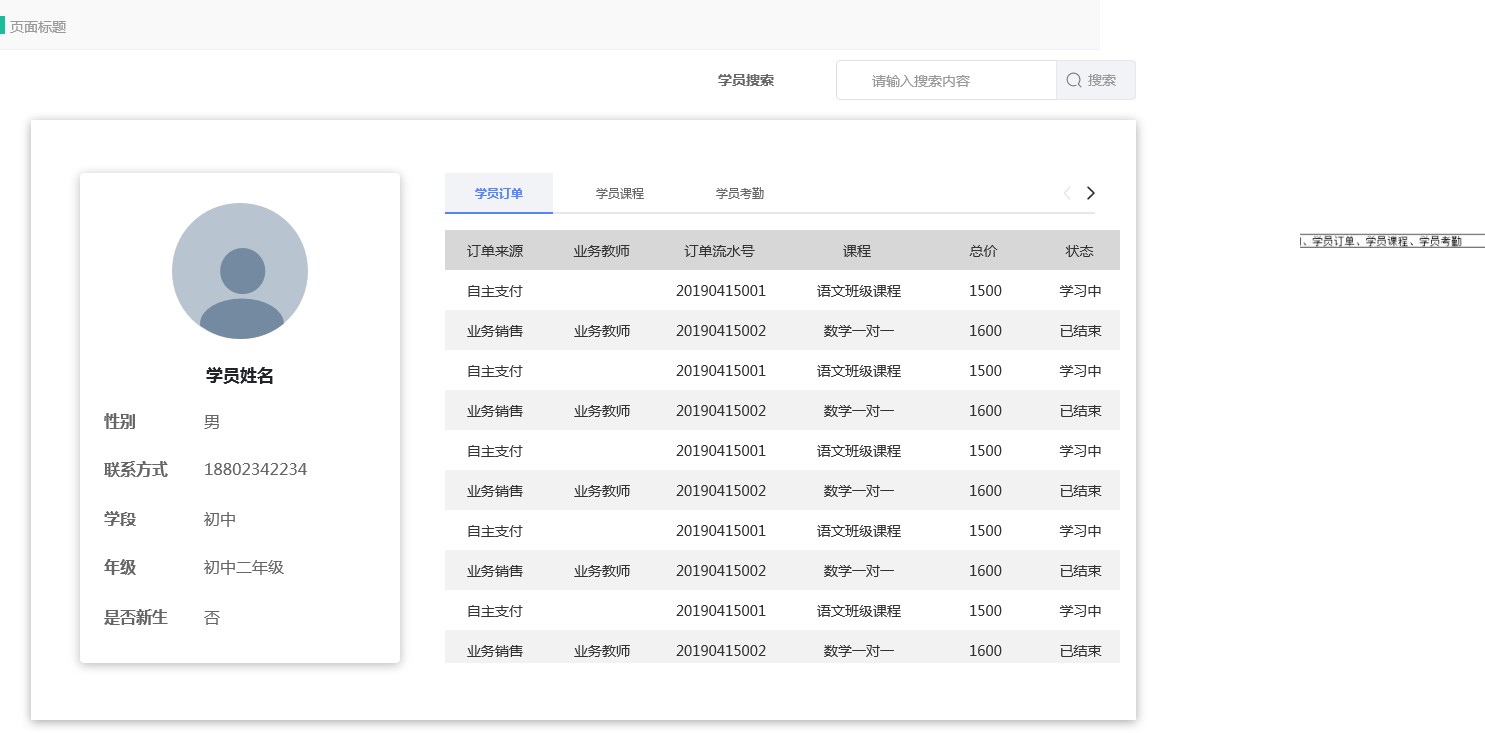 页面标题
学员搜索 请输入搜索内容 搜索
学员订单 学员课程 学员考勤
、学员订单、学员课程、学员考勤
订单来源 业务教师 订单流水号 课程 总价 状态
自主支付 20190415001 语文班级课程 1500 学习中
业务销售 业务教师 20190415002 数学一对一 1600 已结束
自主支付 20190415001 语文班级课程 1500 学习中
业务销售 业务教师 20190415002 数学一对一 1600 已结束
自主支付 20190415001 语文班级课程 1500 学习中
业务销售 业务教师 20190415002 数学一对一 1600 已结束
自主支付 20190415001 语文班级课程 1500 学习中
业务销售 业务教师 20190415002 数学一对一 1600 已结束
自主支付 20190415001 语文班级课程 1500 学习中
业务销售 业务教师 20190415002 数学一对一 1600 已结束
学员姓名
性别 男
联系方式 18802342234
学段 初中
年级 初中二年级
是否新生 否